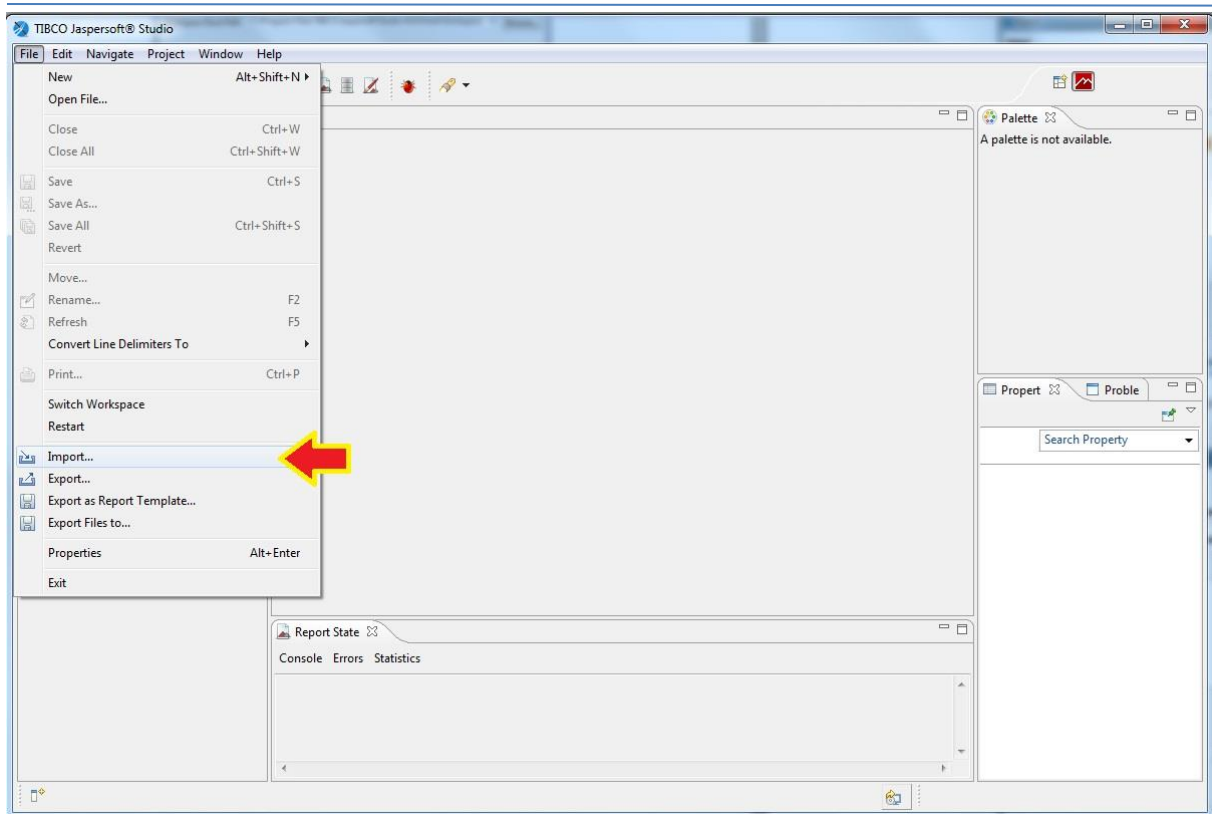 TIBCO Jaspersoft® Studio
File Edit Navigate Project Window Help
New Alt+Shift+N
Open File...
Close Ctrl+W
Close All Ctrl+Shift+W
Save Ctrl+S
Save As...
Save All Ctrl+Shift+S
Revert
Move...
Rename... F2
Refresh F5
Convert Line Delimiters To
Print... Ctrl+P
Switch Workspace
Restart
Import...
Export...
Export as Report Template...
Export Files to...
Properties Alt+Enter
Exit
Palette
A palette is not available.
Propert Proble
Search Property
Report State
Console Errors Statistics